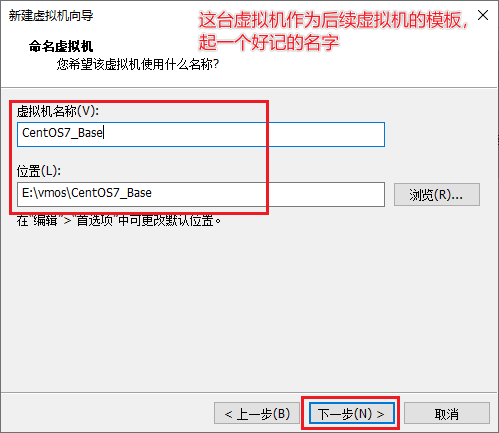 新建虚拟机向导
这台虚拟机作为后续虚拟机的模板,
起一个好记的名字
命名虚拟机
您希望该虚拟机使用什么名称?
虚拟机名称(V):
CentOS7_Base
位置(L):
E:\vmos\CentOS7_Base
浏览(R)...
在"编辑">"首选项"中可更改默认位置。
< 上一步(B)
下一步(N) >
取消